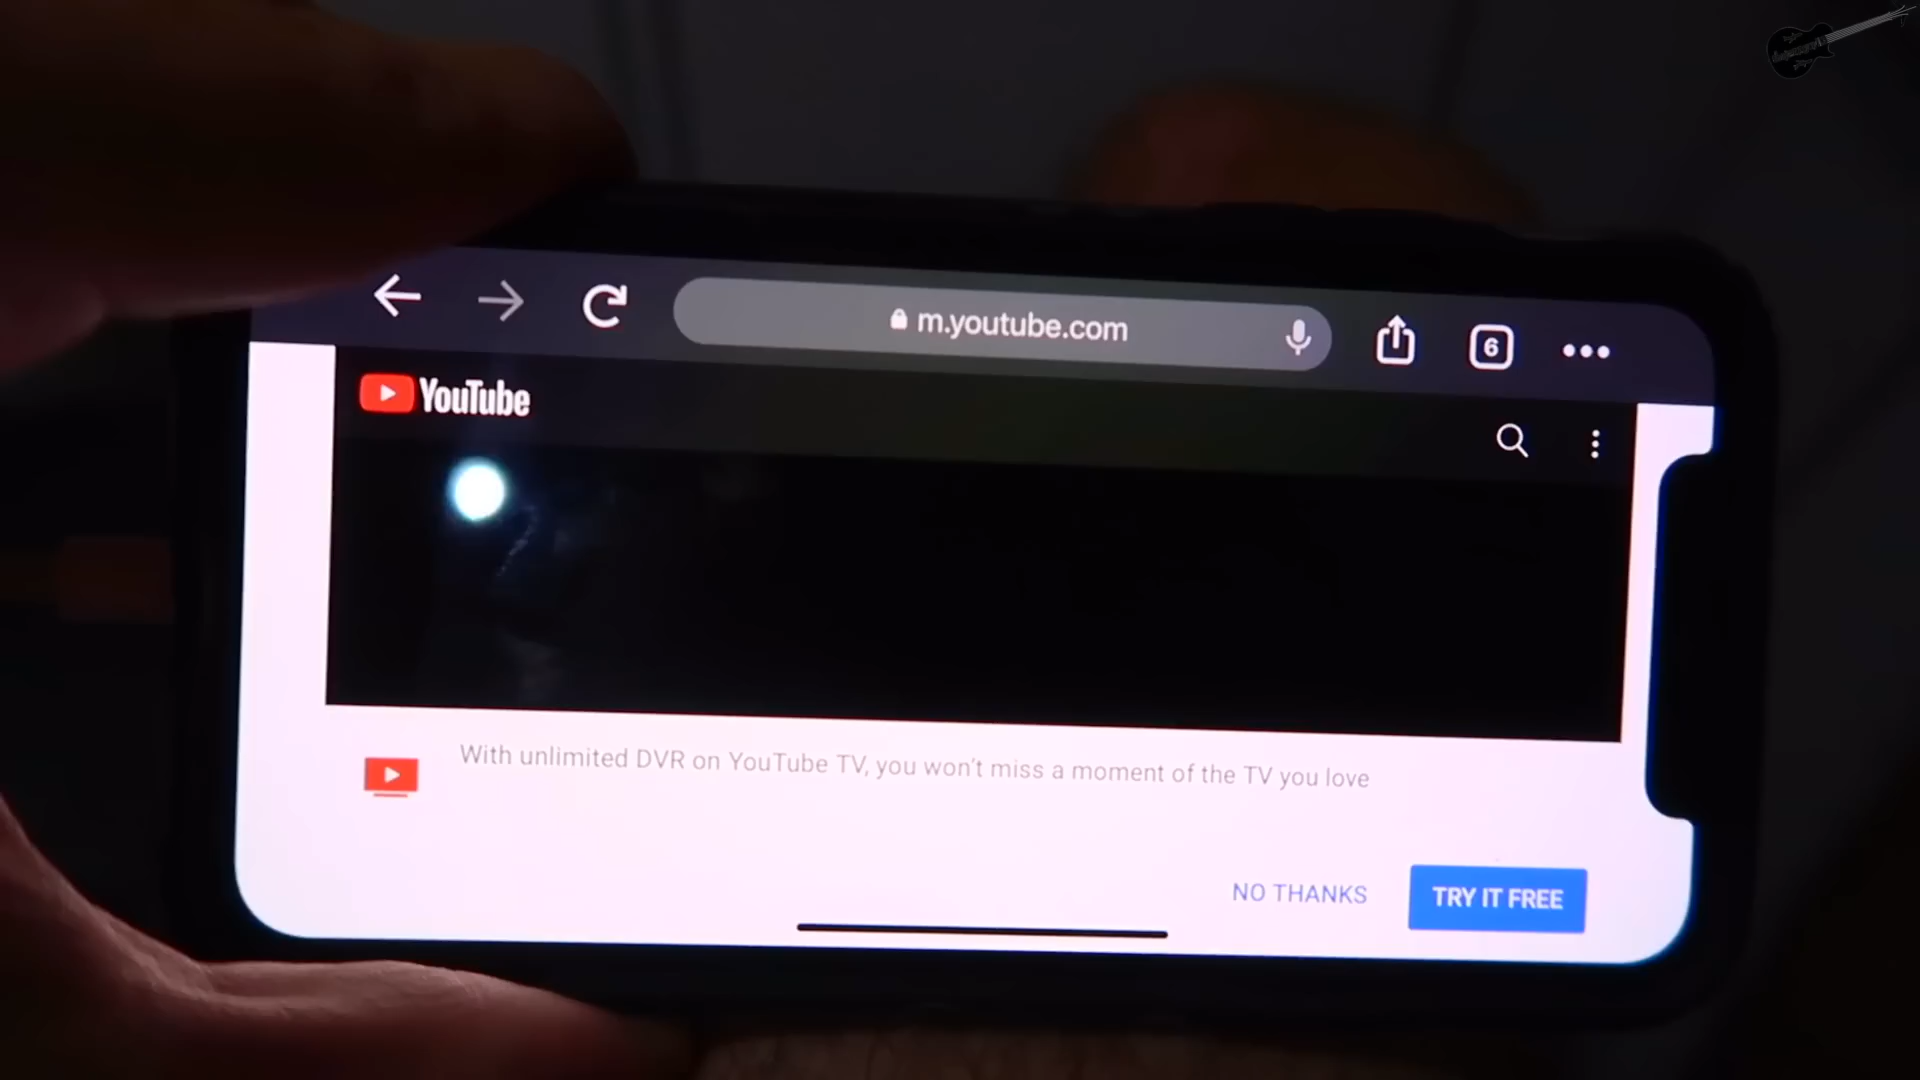 m.youtube.com
6
YouTube
With unlimited DVR on YouTube TV, you won't miss a moment of the TV you love
NO THANKS
TRY IT FREE